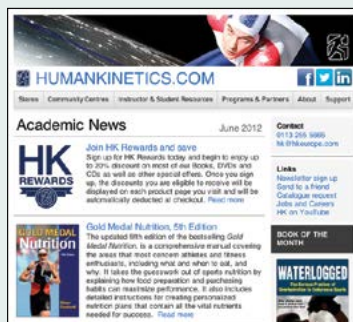 HUMANKINETICS.COM
Stores Community Centres Instructor & Student Resources Programs & Partners About Support
Academic News June 2012
HK
REWARDS
Join HK Rewards and save
Sign up for HK Rewards today and begin to enjoy up
to 20% discount on most of our Books, DVDs and
CDs as well as other special offers. Once you sign
up, the discounts you are eligible to receive will be
displayed on each product page you visit and will be
automatically deducted at checkout. Read more
GOLD MEDAL
Nutrition
Gold Medal Nutrition, 5th Edition
The updated fifth edition of the bestselling Gold
Medal Nutrition, is a comprehensive manual covering
the areas that most concern athletes and fitness
enthusiasts, including what and when to eat, and
why. It takes the guesswork out of sports nutrition by
explaining how food preparation and purchasing
habits can maximize performance. It also includes
detailed instructions for creating personalized
nutrition plans that contain all the vital nutrients
needed for success. Read more
Contact
hk@hkeurope.com
Links
Newsletter sign up
Send to a friend
Catalogue request
Jobs and Careers
HK on YouTube
BOOK OF THE
MONTH
WATERLOGGED